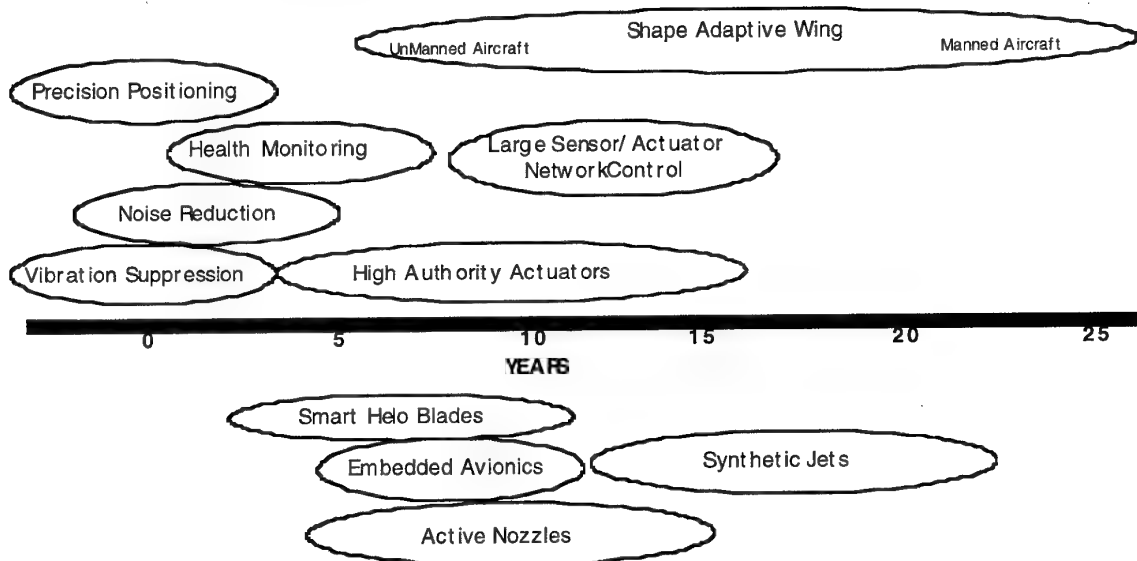 Shape Adaptive Wing
UnManned Aircraft
Manned Aircraft
Precision Positioning
Health Monitoring
Large Sensor/ Actuator
NetworkControl
Noise Reduction
Vibration Suppression
High Authority Actuators
0 5 10 15 20 25
YEARS
Smart Helo Blades
Embedded Avionics
Synthetic Jets
Active Nozzles